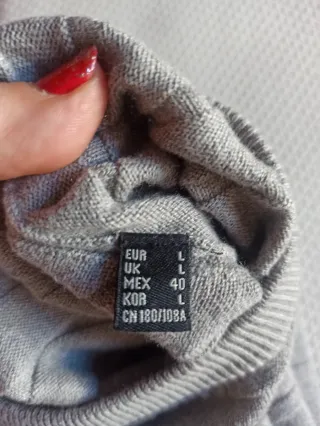 EUR L
UK L
MEX 40
KOR L
CN 180/108A